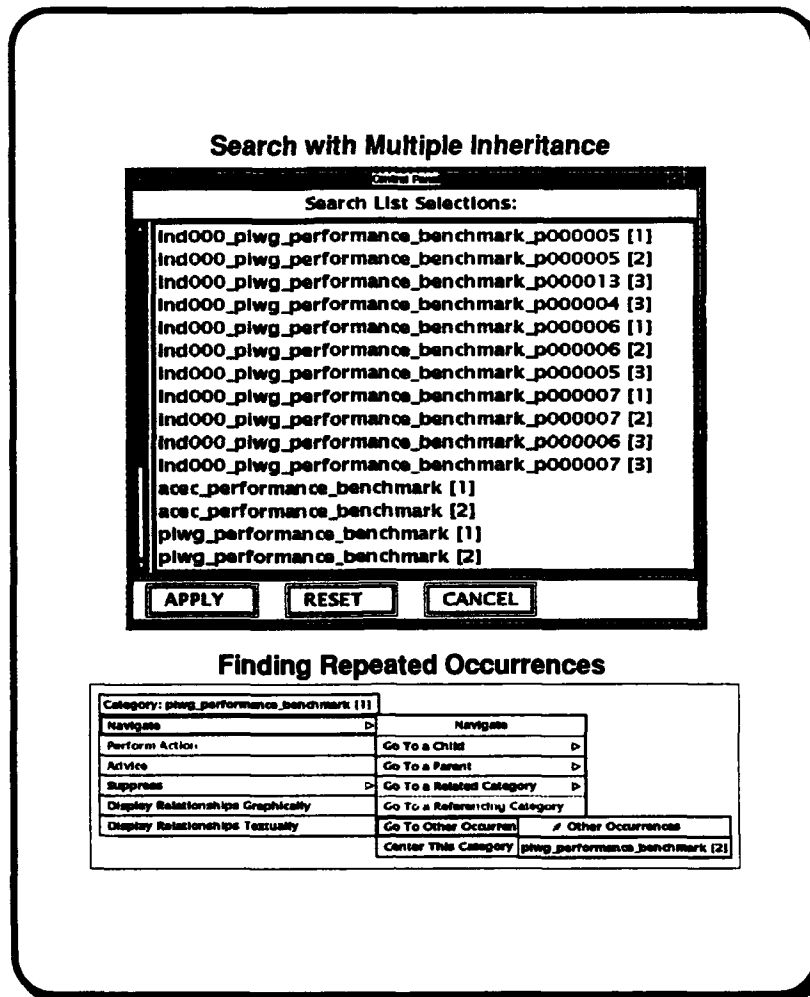 Search with Multiple Inheritance
Control Panel
Search List Selections:
ind000_piwg_performance_benchmark_p000005 [1]
ind000_piwg_performance_benchmark_p000005 [2]
ind000_piwg_performance_benchmark_p000013 [3]
ind000_piwg_performance_benchmark_p000004 [3]
ind000_piwg_performance_benchmark_p000006 [1]
ind000_piwg_performance_benchmark_p000006 [2]
ind000_piwg_performance_benchmark_p000005 [3]
ind000_piwg_performance_benchmark_p000007 [1]
ind000_piwg_performance_benchmark_p000007 [2]
ind000_piwg_performance_benchmark_p000006 [3]
ind000_piwg_performance_benchmark_p000007 [3]
acec_performance_benchmark [1]
acec_performance_benchmark [2]
piwg_performance_benchmark [1]
piwg_performance_benchmark [2]
APPLY RESET CANCEL
Finding Repeated Occurrences
Category: piwg_performance_benchmark [1]
Navigate
Perform Action
Advice
Suppress
Display Relationships Graphically
Display Relationships Textually
Navigate
Go To a Child
Go To a Parent
Go To a Related Category
Go To a Referencing Category
Go To Other Occurren
Center This Category
Other Occurrences
piwg_performance_benchmark [2]